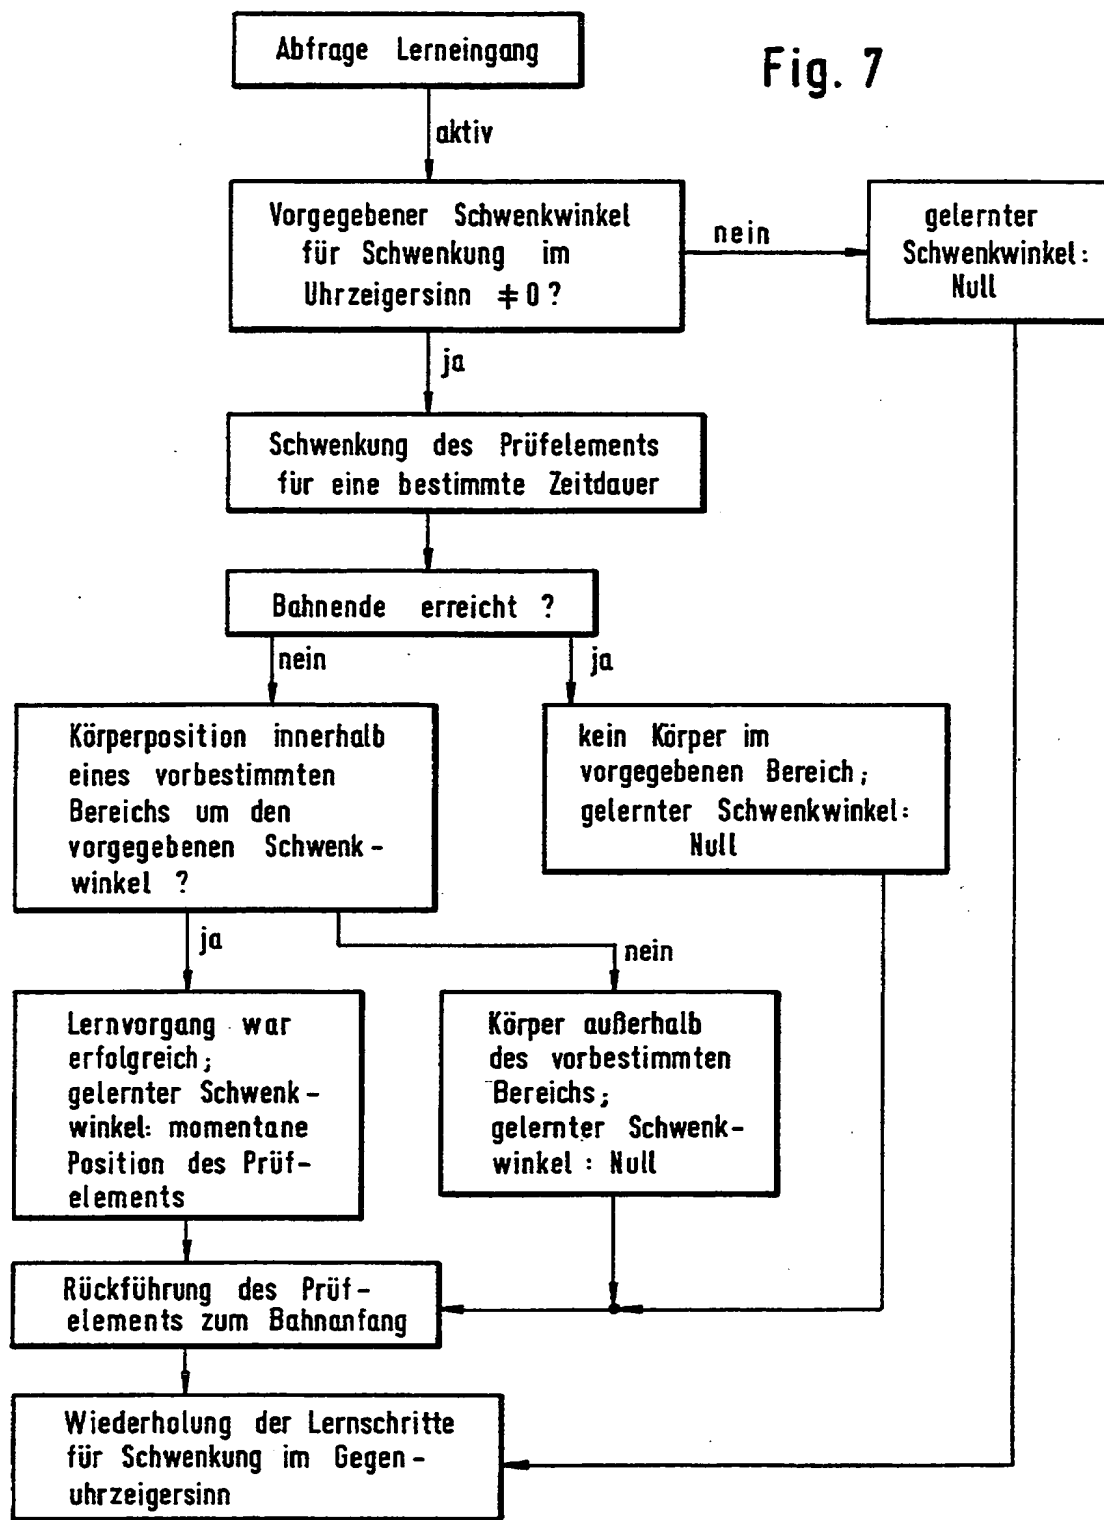 Abfrage Lerneingang
Fig. 7
aktiv
Vorgegebener Schwenkwinkel
für Schwenkung im
Uhrzeigersinn ≠ 0 ?
nein
gelernter
Schwenkwinkel :
Null
ja
Schwenkung des Prüfelements
für eine bestimmte Zeitdauer
Bahnende erreicht ?
nein
ja
Körperposition innerhalb
eines vorbestimmten
Bereichs um den
vorgegebenen Schwenk-
winkel ?
kein Körper im
vorgegebenen Bereich ;
gelernter Schwenkwinkel :
Null
ja
nein
Lernvorgang war
erfolgreich ;
gelernter Schwenk-
winkel: momentane
Position des Prüf-
elements
Körper außerhalb
des vorbestimmten
Bereichs ;
gelernter Schwenk-
winkel : Null
Rückführung des Prüf-
elements zum Bahnanfang
Wiederholung der Lernschritte
für Schwenkung im Gegen-
uhrzeigersinn